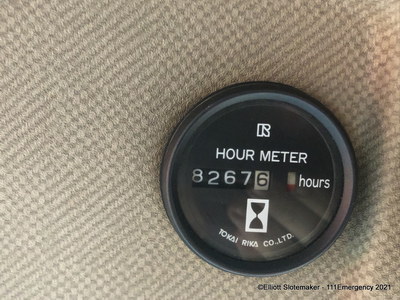 HOUR METER
82676 hours
TOKAI RIKA CO.,LTD.
©Elliott Slotemaker - 111Emergency 2021